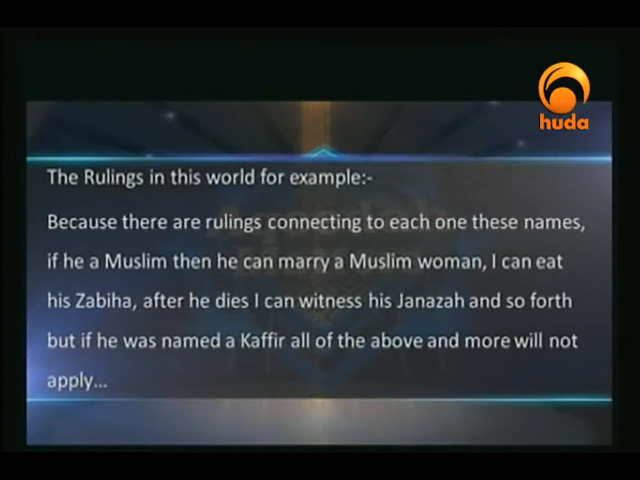 huda
The Rulings in this world for example:-
Because there are rulings connecting to each one these names,
if he a Muslim then he can marry a Muslim woman, I can eat
his Zabiha, after he dies I can witness his Janazah and so forth
but if he was named a Kaffir all of the above and more will not
apply...